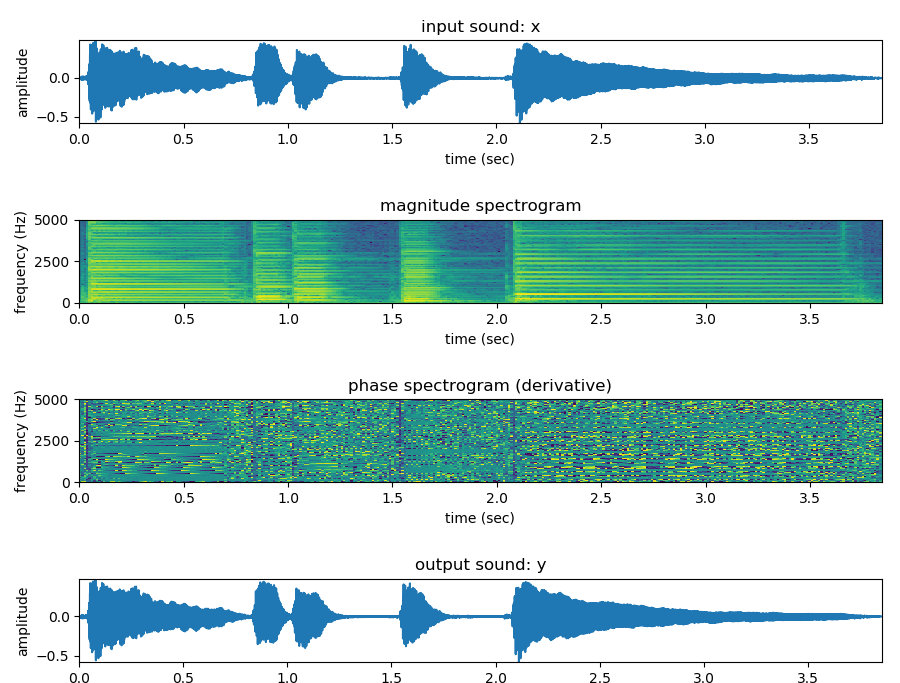 input sound: x
amplitude
0.0
−0.5
0.0 0.5 1.0 1.5 2.0 2.5 3.0 3.5
time (sec)
magnitude spectrogram
frequency (Hz)
5000
2500
0
0.0 0.5 1.0 1.5 2.0 2.5 3.0 3.5
time (sec)
phase spectrogram (derivative)
frequency (Hz)
5000
2500
0
0.0 0.5 1.0 1.5 2.0 2.5 3.0 3.5
time (sec)
output sound: y
amplitude
0.0
−0.5
0.0 0.5 1.0 1.5 2.0 2.5 3.0 3.5